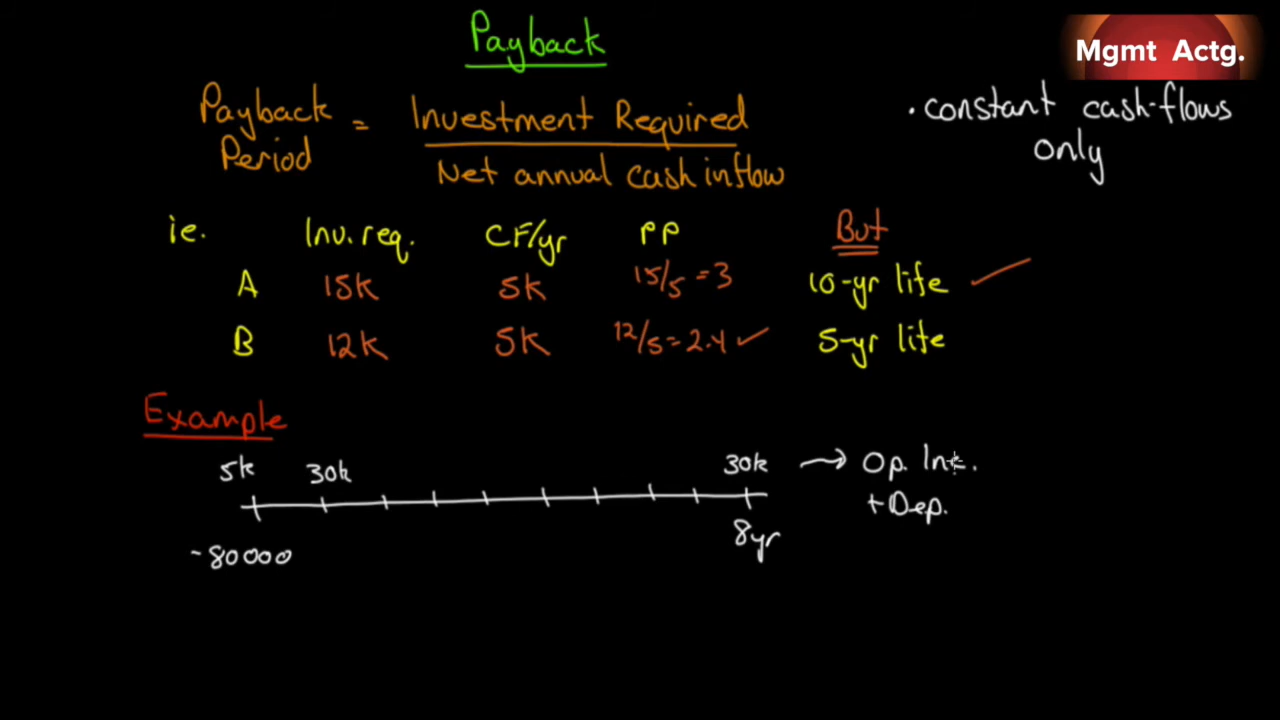 Payback
Mgmt Actg.
Payback Period = Investment Required / Net annual cash inflow
• constant cash-flows
only
ie. Inv. req. CF/yr PP But
A 15k 5k 15/5 = 3 10-yr life ✓
B 12k 5k 12/5 = 2.4 ✓ 5-yr life
Example
5k 30k 30k → Op. Inc.
+ Dep.
-80000 8yr